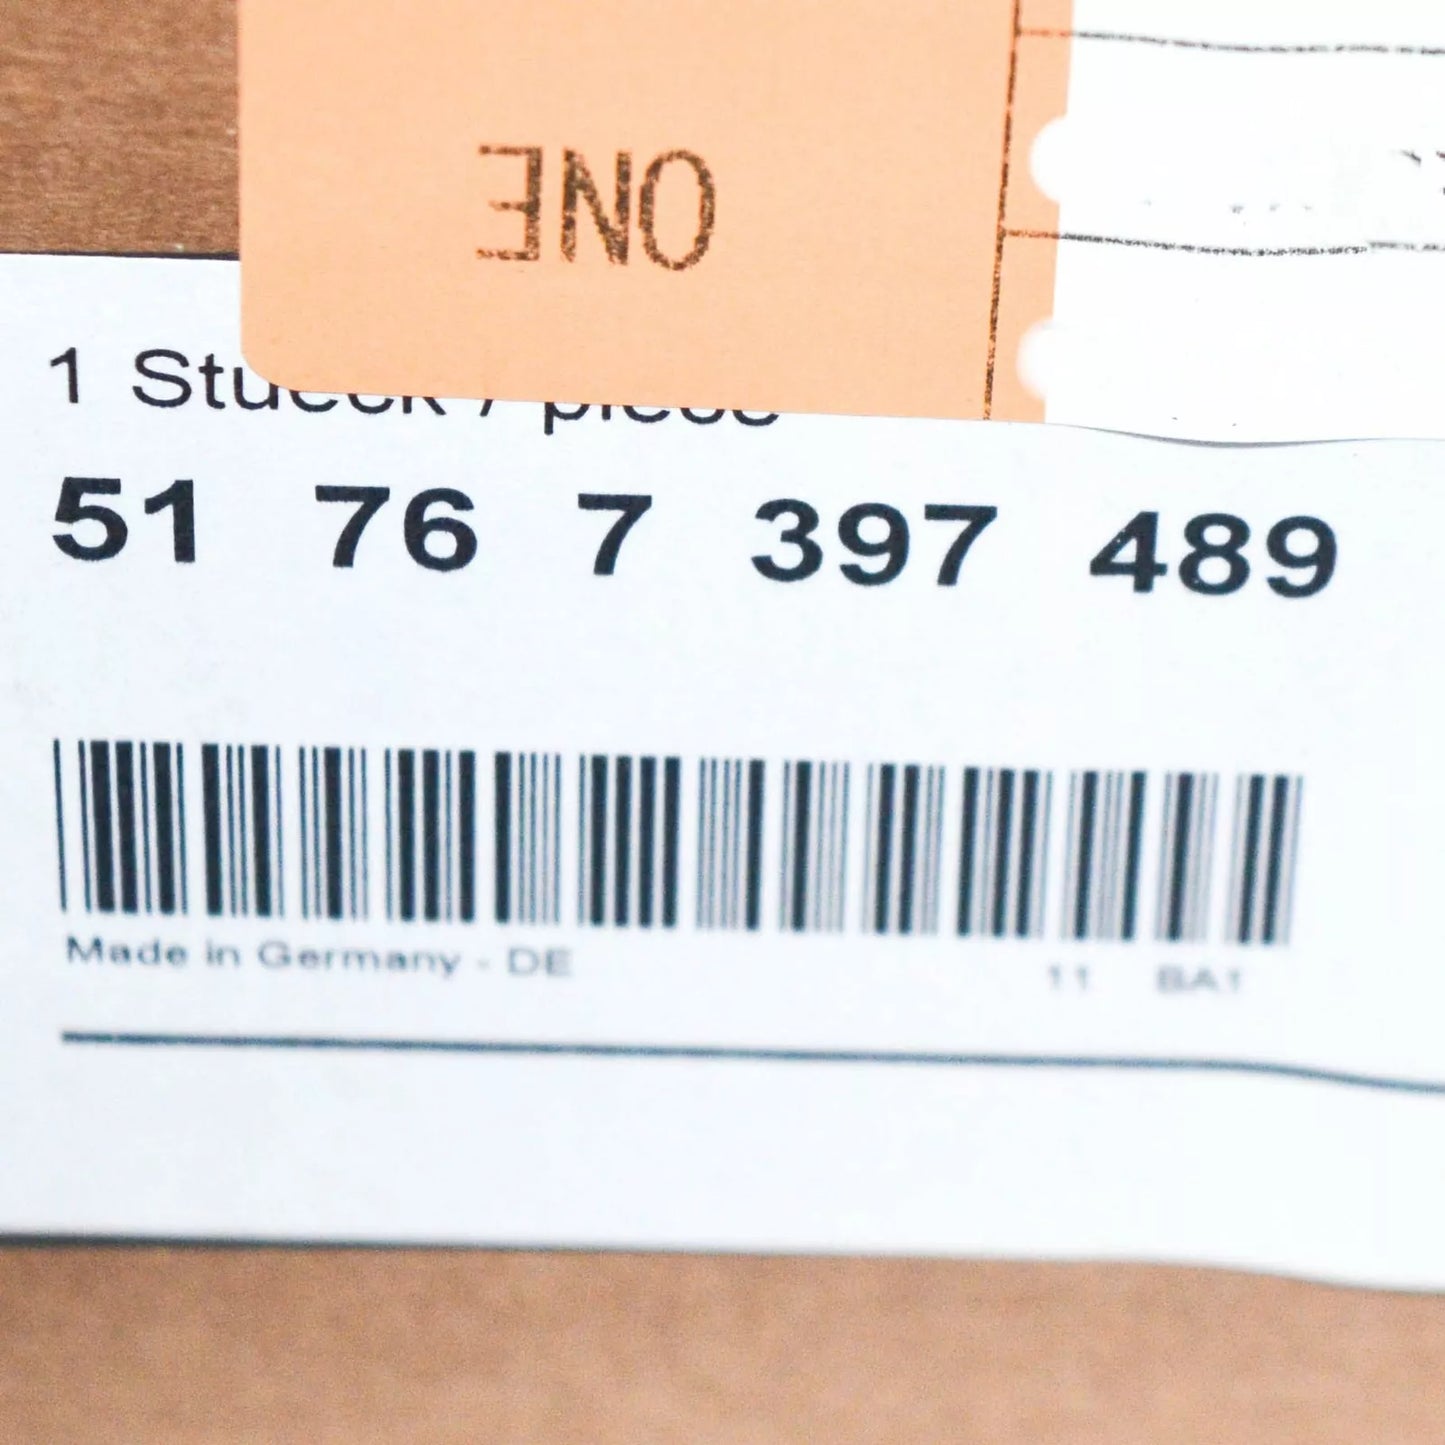 ONE
1 Stueck / piece
51 76 7 397 489
Made in Germany - DE 11 BA1